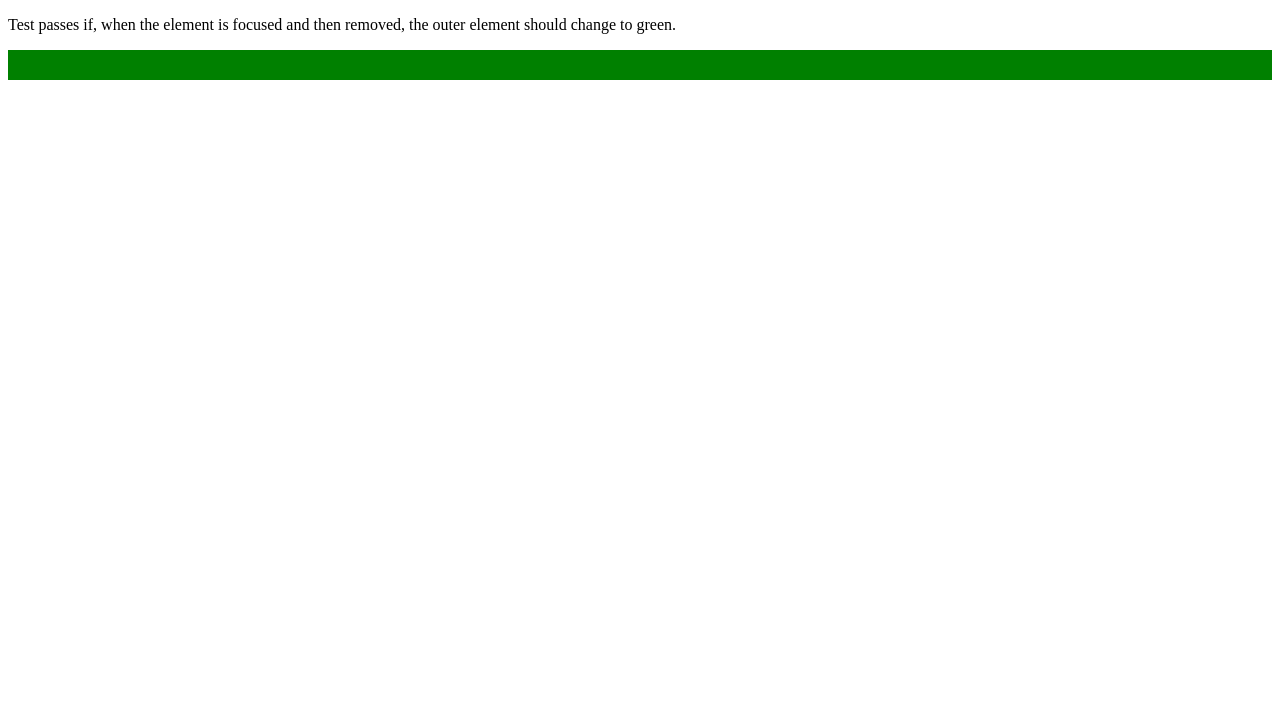 Test passes if, when the element is focused and then removed, the outer element should change to green.